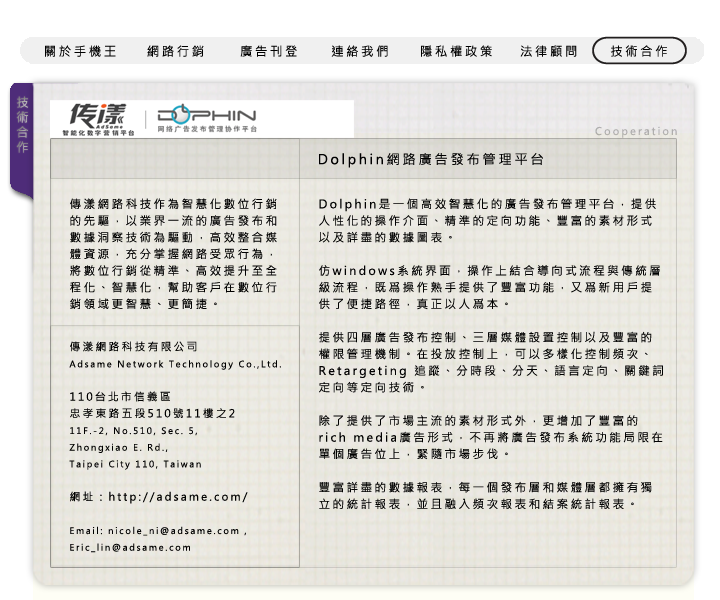 關於手機王 網路行銷 廣告刊登 連絡我們 隱私權政策 法律顧問 技術合作
技術合作
传漾 AdSame
智能化数字营销平台
DOLPHIN
网络广告发布管理协作平台
Cooperation
Dolphin網路廣告發布管理平台
傳漾網路科技作為智慧化數位行銷
的先驅，以業界一流的廣告發布和
數據洞察技術為驅動，高效整合媒
體資源，充分掌握網路受眾行為，
將數位行銷從精準、高效提升至全
程化、智慧化，幫助客戶在數位行
銷領域更智慧、更簡捷。
傳漾網路科技有限公司
Adsame Network Technology Co.,Ltd.
110台北市信義區
忠孝東路五段510號11樓之2
11F.-2, No.510, Sec. 5,
Zhongxiao E. Rd.,
Taipei City 110, Taiwan
網址：http://adsame.com/
Email: nicole_ni@adsame.com ,
Eric_lin@adsame.com
Dolphin是一個高效智慧化的廣告發布管理平台，提供
人性化的操作介面、精準的定向功能、豐富的素材形式
以及詳盡的數據圖表。
仿windows系統界面，操作上結合導向式流程與傳統層
級流程，既爲操作熟手提供了豐富功能，又爲新用戶提
供了便捷路徑，真正以人爲本。
提供四層廣告發布控制、三層媒體設置控制以及豐富的
權限管理機制。在投放控制上，可以多樣化控制頻次、
Retargeting 追蹤、分時段、分天、語言定向、關鍵詞
定向等定向技術。
除了提供了市場主流的素材形式外，更增加了豐富的
rich media廣告形式，不再將廣告發布系統功能局限在
單個廣告位上，緊隨市場步伐。
豐富詳盡的數據報表，每一個發布層和媒體層都擁有獨
立的統計報表，並且融入頻次報表和結案統計報表。